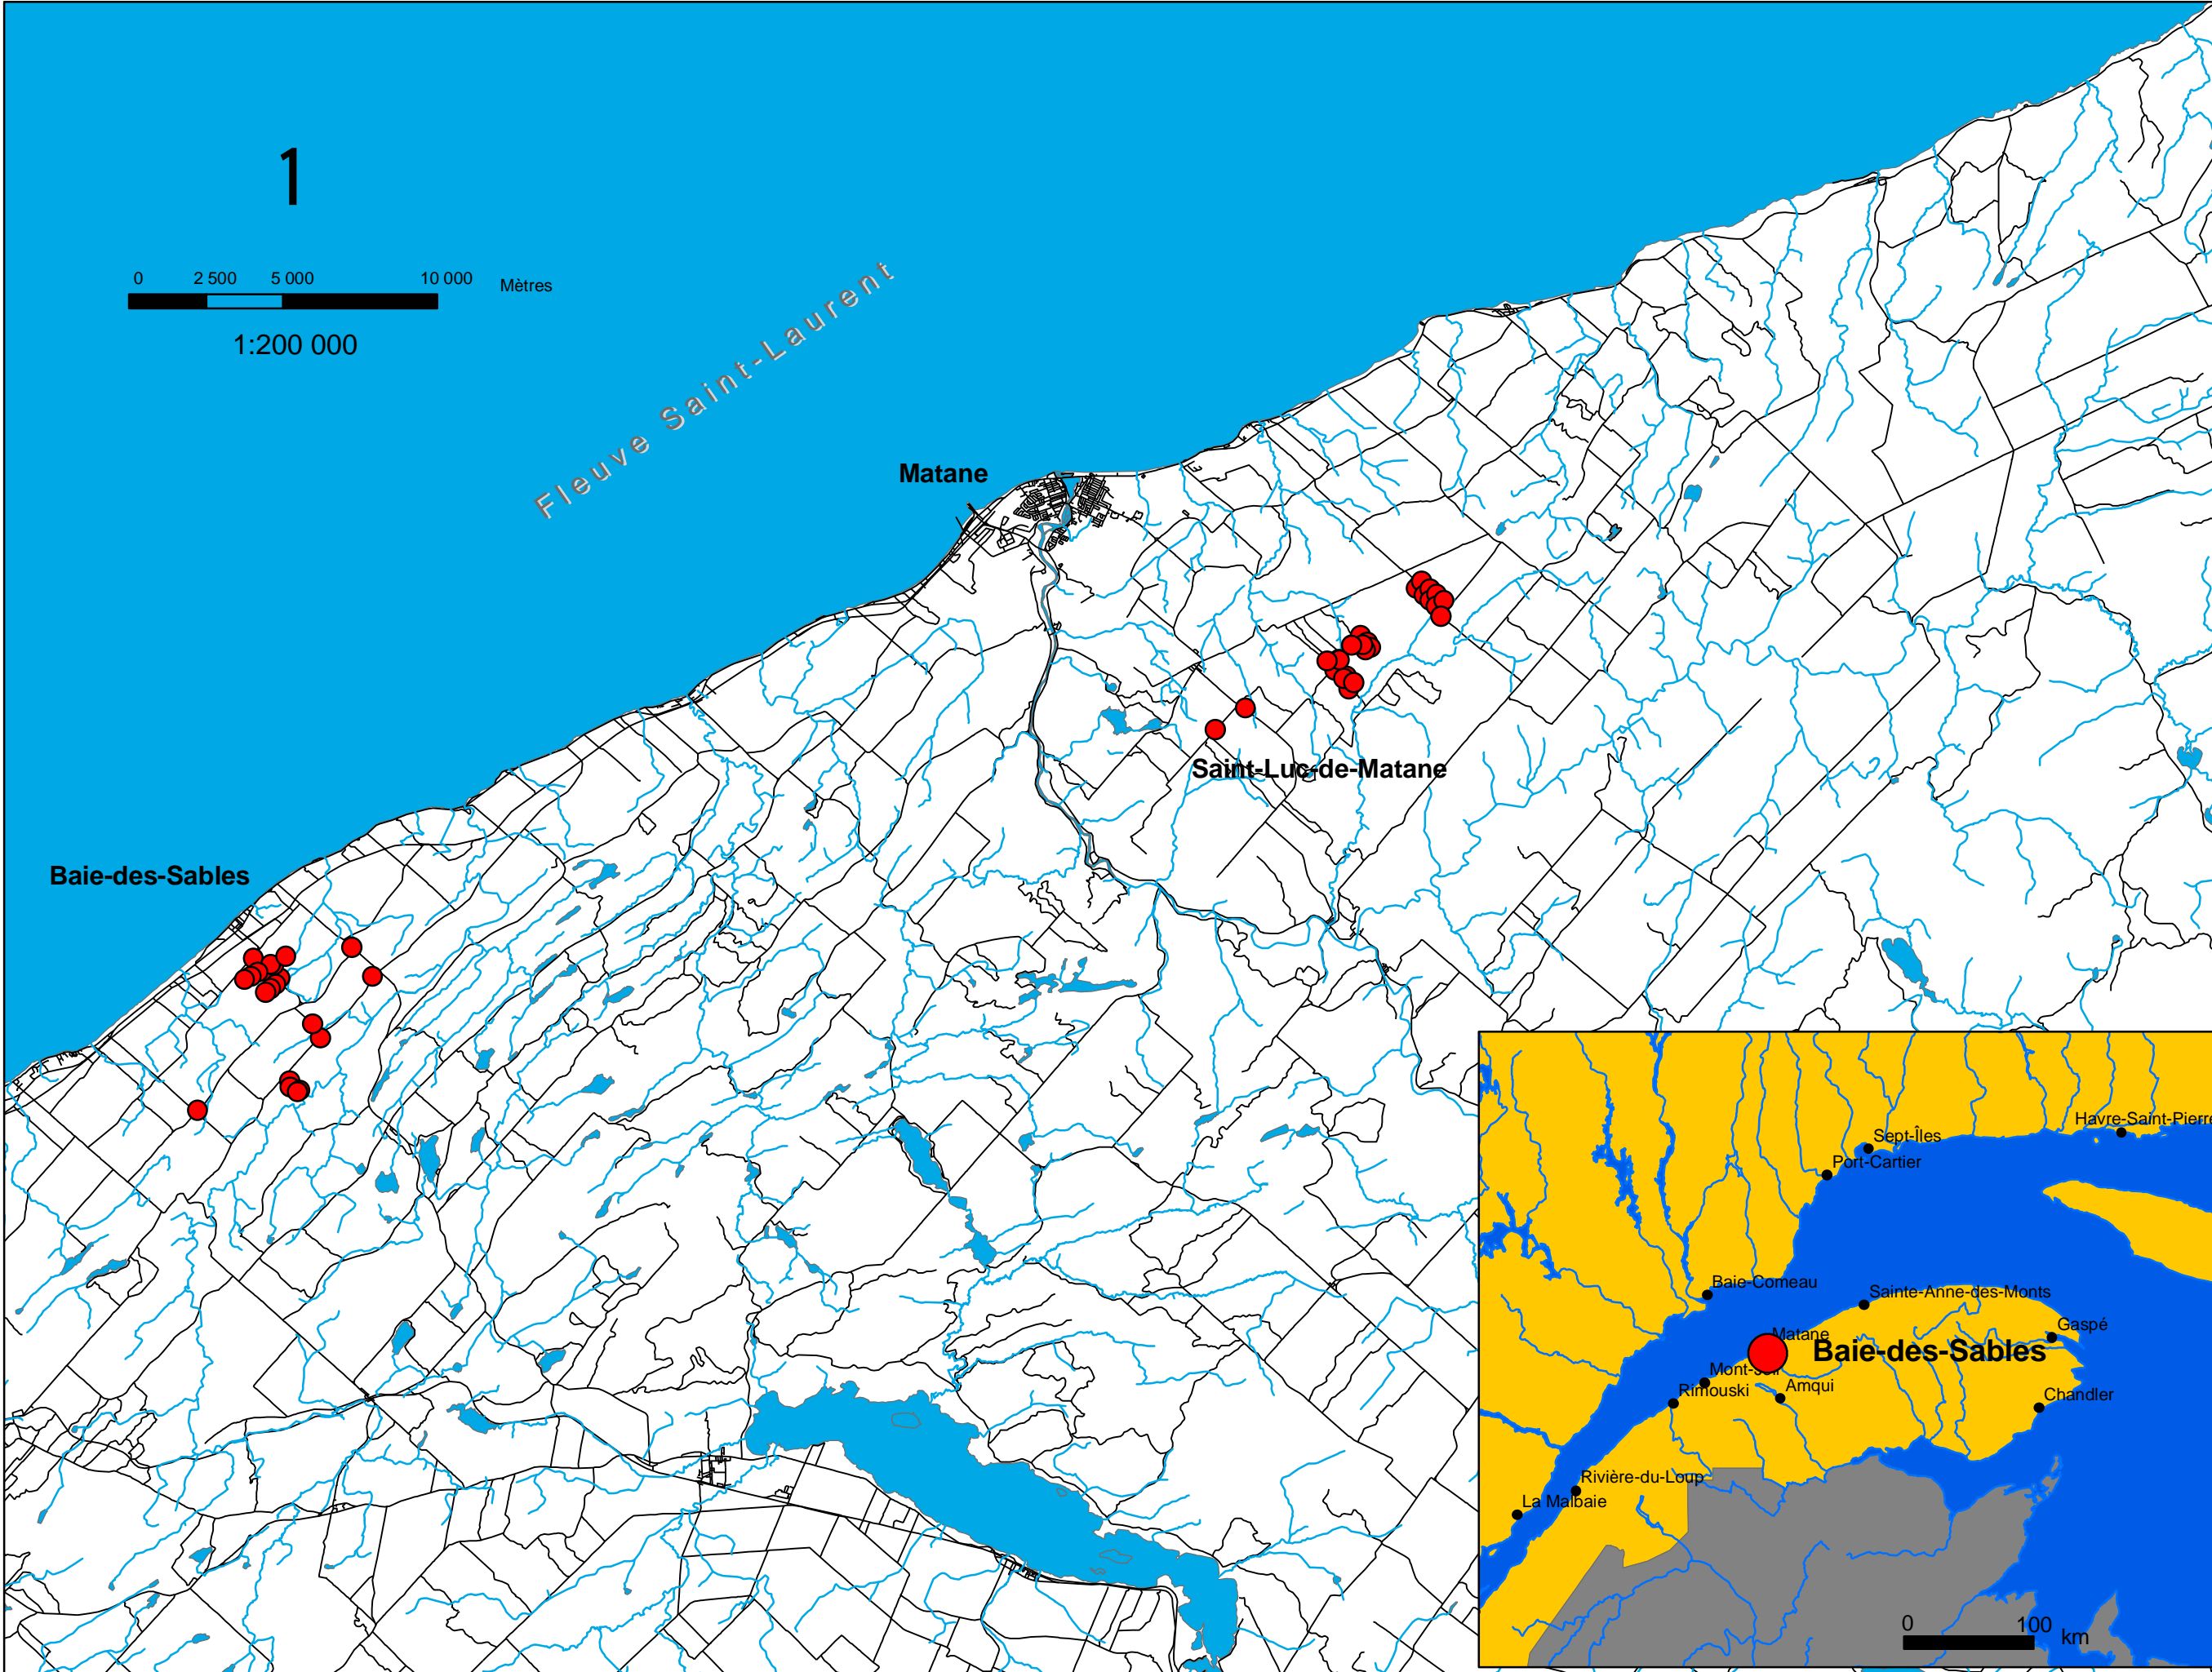 1
0 2 500 5 000 10 000 Mètres
1:200 000
Fleuve Saint-Laurent
Matane
Saint-Luc-de-Matane
Baie-des-Sables
Havre-Saint-Pierre
Sept-Îles
Port-Cartier
Baie-Comeau
Sainte-Anne-des-Monts
Gaspé
Matane
Baie-des-Sables
Mont-Joli
Amqui
Rimouski
Chandler
Rivière-du-Loup
La Malbaie
0 100 km